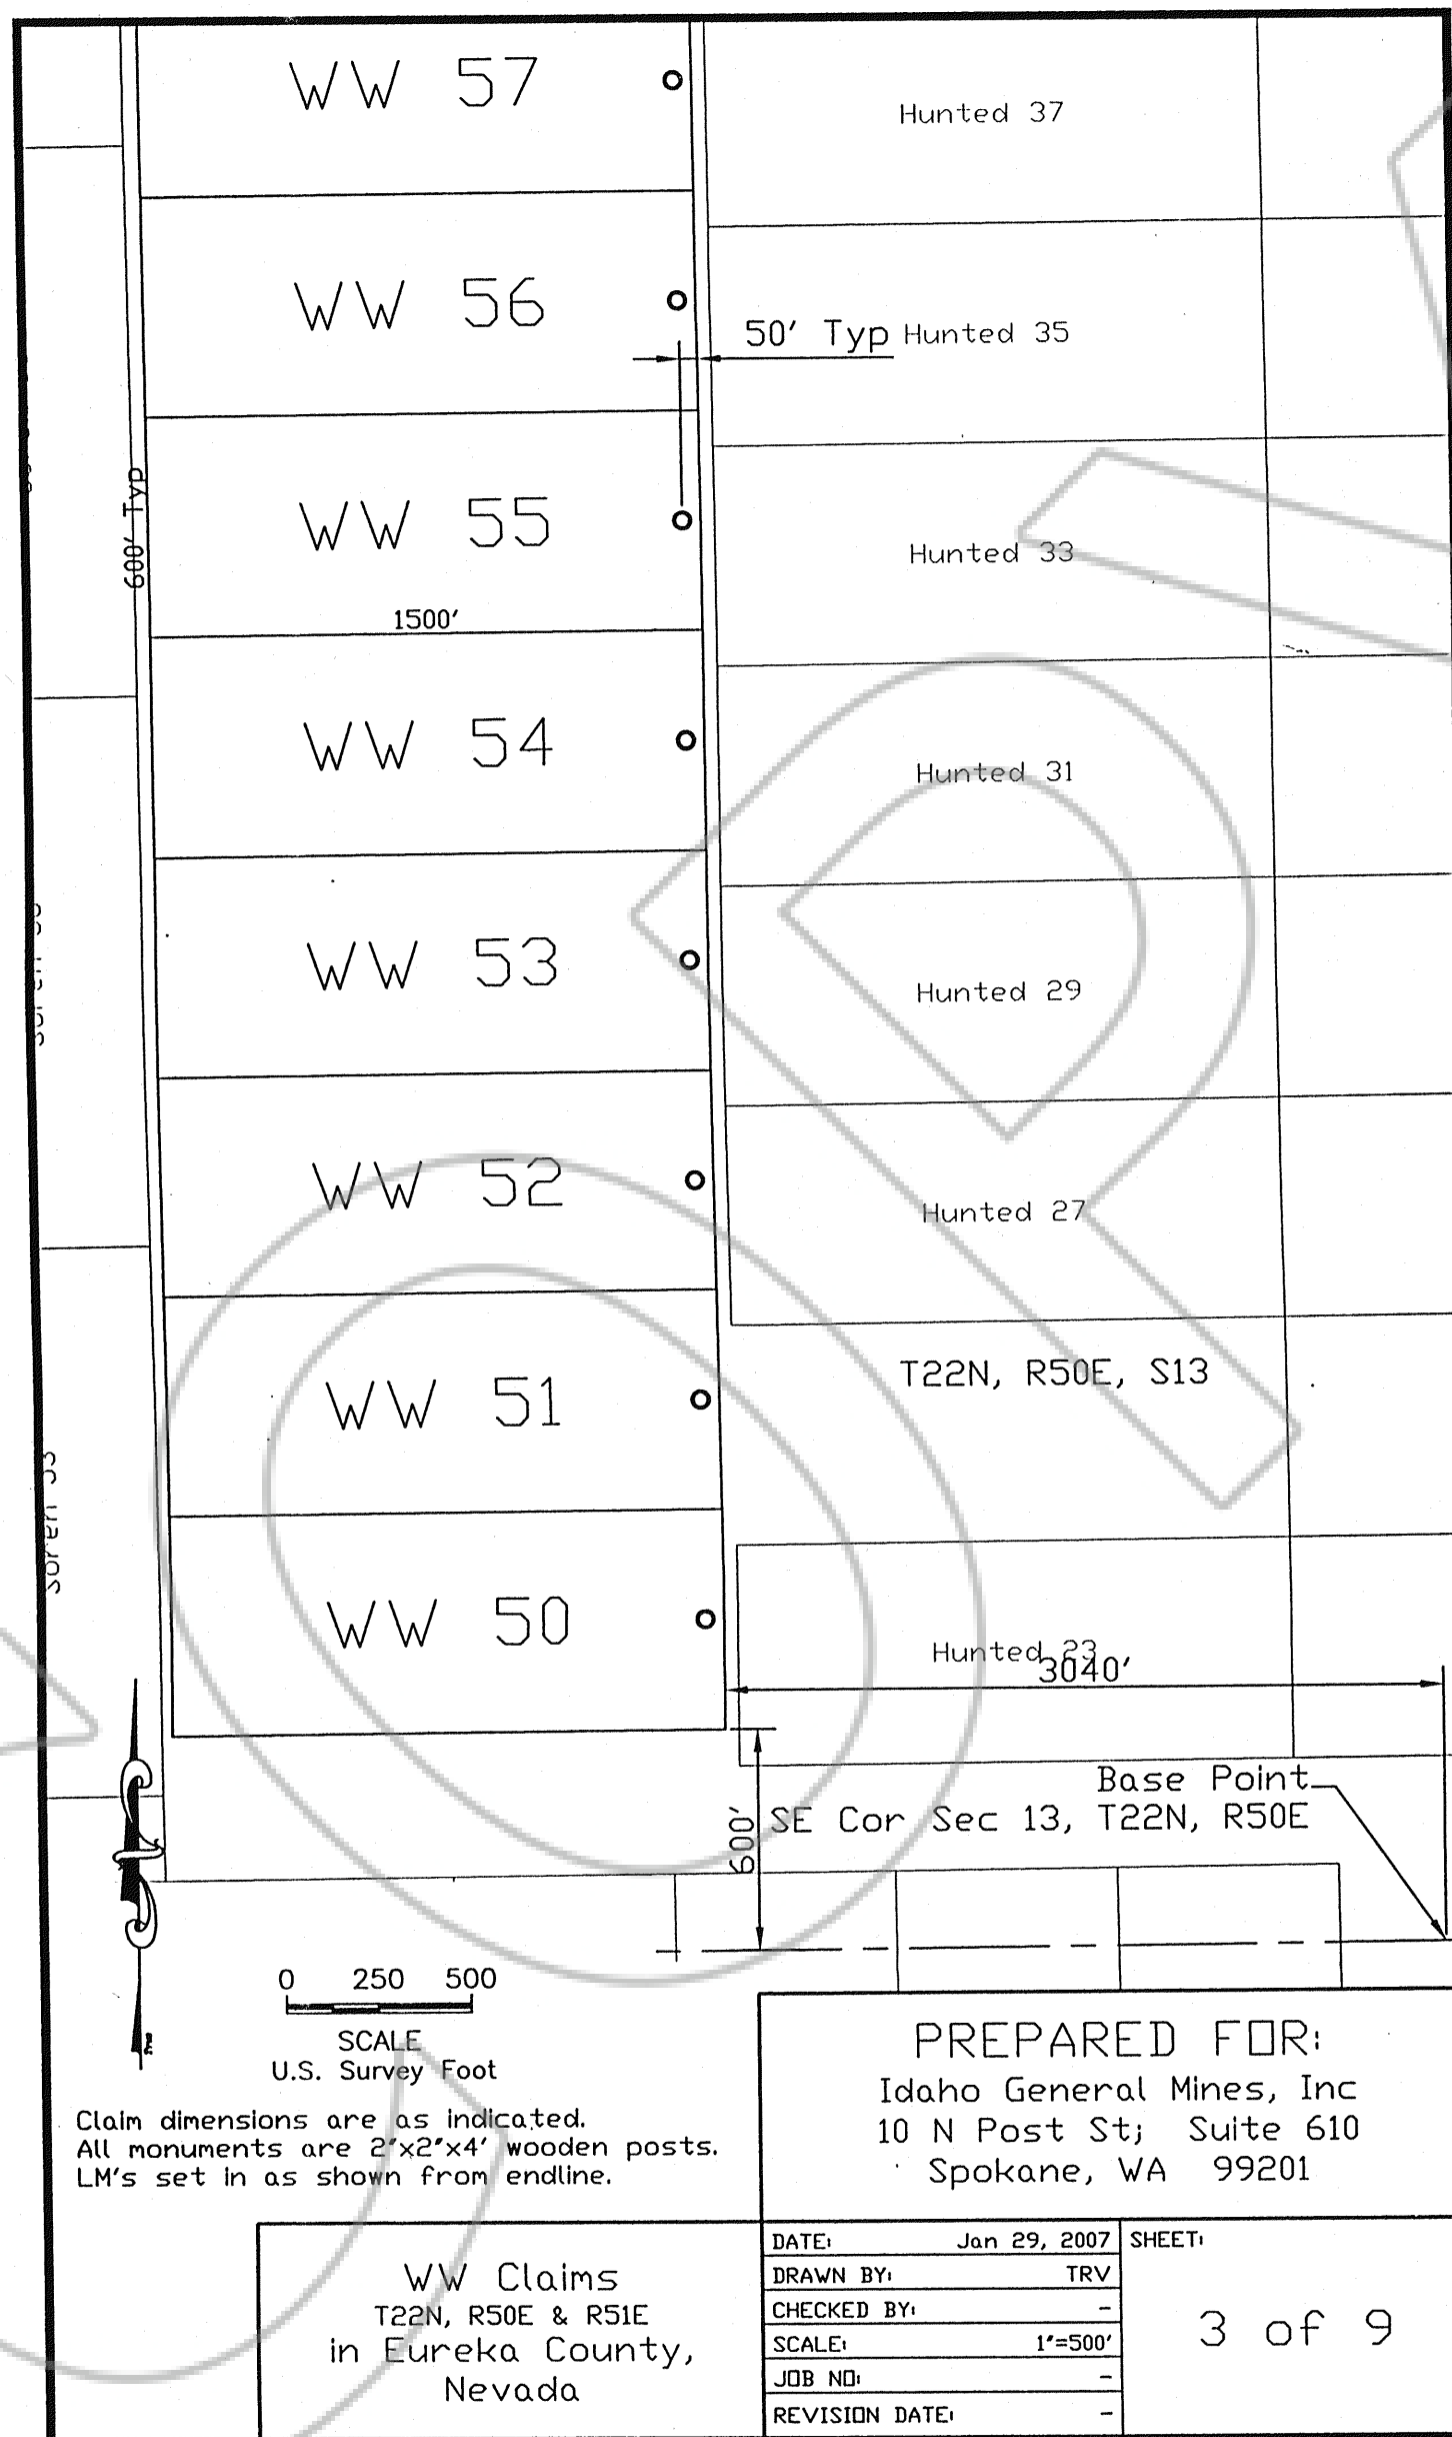 WW 57
Hunted 37
WW 56
50' Typ
Hunted 35
600' Typ
WW 55
Hunted 33
1500'
WW 54
Hunted 31
WW 53
Hunted 29
WW 52
Hunted 27
WW 51
T22N, R50E, S13
WW 50
Hunted 23
3040'
Base Point
SE Cor Sec 13, T22N, R50E
600'
0 250 500
SCALE
U.S. Survey Foot
Claim dimensions are as indicated.
All monuments are 2"x2"x4' wooden posts.
LM's set in as shown from endline.
PREPARED FOR:
Idaho General Mines, Inc
10 N Post St; Suite 610
Spokane, WA 99201
WW Claims
T22N, R50E & R51E
in Eureka County,
Nevada
DATE: Jan 29, 2007
DRAWN BY: TRV
CHECKED BY: -
SCALE: 1"=500'
JOB NO: -
REVISION DATE: -
SHEET:
3 of 9